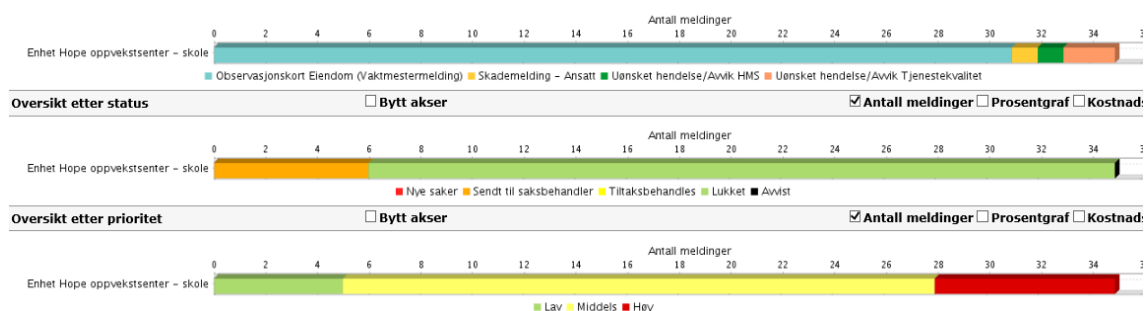 Antall meldinger
0 2 4 6 8 10 12 14 16 18 20 22 24 26 28 30 32 34 3
Enhet Hope oppvekstsenter - skole
Observasjonskort Eiendom (Vaktmestermelding) Skademelding - Ansatt Uønsket hendelse/Avvik HMS Uønsket hendelse/Avvik Tjenestekvalitet
Oversikt etter status Bytt akser Antall meldinger Prosentgraf Kostnads
Antall meldinger
0 2 4 6 8 10 12 14 16 18 20 22 24 26 28 30 32 34 3
Enhet Hope oppvekstsenter - skole
Nye saker Sendt til saksbehandler Tiltaksbehandles Lukket Avvist
Oversikt etter prioritet Bytt akser Antall meldinger Prosentgraf Kostnads
Antall meldinger
0 2 4 6 8 10 12 14 16 18 20 22 24 26 28 30 32 34 3
Enhet Hope oppvekstsenter - skole
Lav Middels Høy